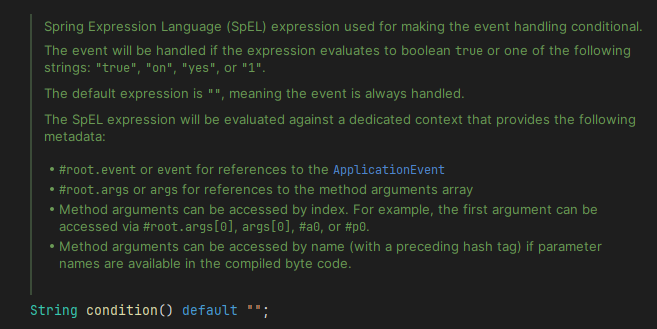 Spring Expression Language (SpEL) expression used for making the event handling conditional.
The event will be handled if the expression evaluates to boolean true or one of the following
strings: "true", "on", "yes", or "1".
The default expression is "", meaning the event is always handled.
The SpEL expression will be evaluated against a dedicated context that provides the following
metadata:
• #root.event or event for references to the ApplicationEvent
• #root.args or args for references to the method arguments array
• Method arguments can be accessed by index. For example, the first argument can be
accessed via #root.args[0], args[0], #a0, or #p0.
• Method arguments can be accessed by name (with a preceding hash tag) if parameter
names are available in the compiled byte code.
String condition() default "";